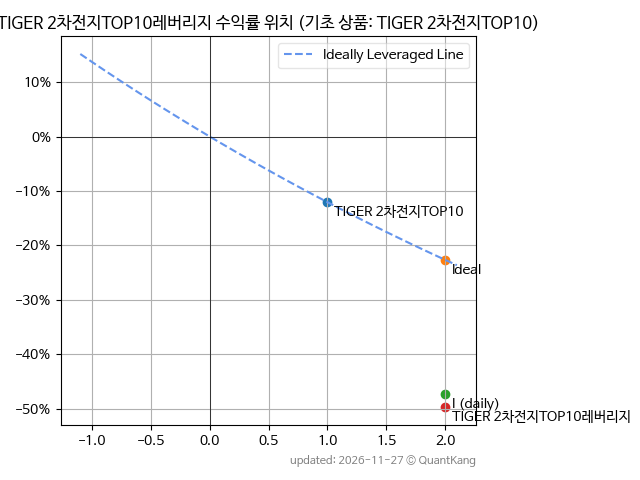 TIGER 2차전지TOP10레버리지 수익률 위치 (기초 상품: TIGER 2차전지TOP10)
Ideally Leveraged Line
10%
0%
−10%
−20%
−30%
−40%
−50%
TIGER 2차전지TOP10
Ideal
l (daily)
TIGER 2차전지TOP10레버리지
−1.0
−0.5
0.0
0.5
1.0
1.5
2.0
updated: 2026-11-27 © QuantKang